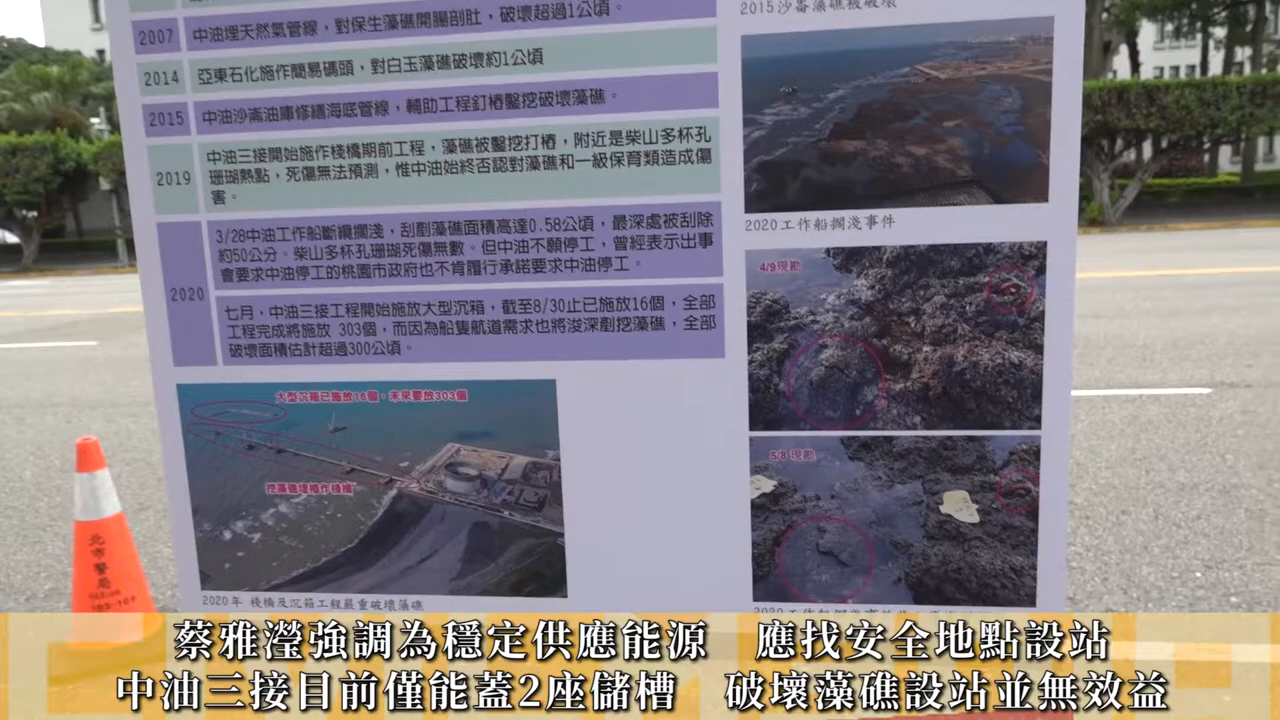 2007 中油埋天然氣管線，對保生藻礁開腸剖肚，破壞超過1公頃。
2014 亞東石化施作簡易碼頭，對白玉藻礁破壞約1公頃
2015 中油沙崙油庫修繕海底管線，輔助工程釘樁鑿挖破壞藻礁。
2019 中油三接開始施作棧橋期前工程，藻礁被鑿挖打樁，附近是柴山多杯孔
珊瑚熱點，死傷無法預測，惟中油始終否認對藻礁和一級保育類造成傷
害。
2020
3/28中油工作船斷纜擱淺，刮劃藻礁面積高達0.58公頃，最深處被刮除
約50公分。柴山多杯孔珊瑚死傷無數。但中油不願停工，曾經表示出事
會要求中油停工的桃園市政府也不肯履行承諾要求中油停工。
七月，中油三接工程開始施放大型沉箱，截至8/30止已施放16個，全部
工程完成將施放 303個，而因為船隻航道需求也將浚深劃挖藻礁，全部
破壞面積估計超過300公頃。
大型沉箱已施放16個，未來要放303個
挖藻礁埋樁作棧橋
2020年 棧橋及沉箱工程嚴重破壞藻礁
2015沙崙藻礁被破壞
2020工作船擱淺事件
4/9現勘
5/8現勘
北市警局
蔡雅瀅強調為穩定供應能源 應找安全地點設站
中油三接目前僅能蓋2座儲槽 破壞藻礁設站並無效益